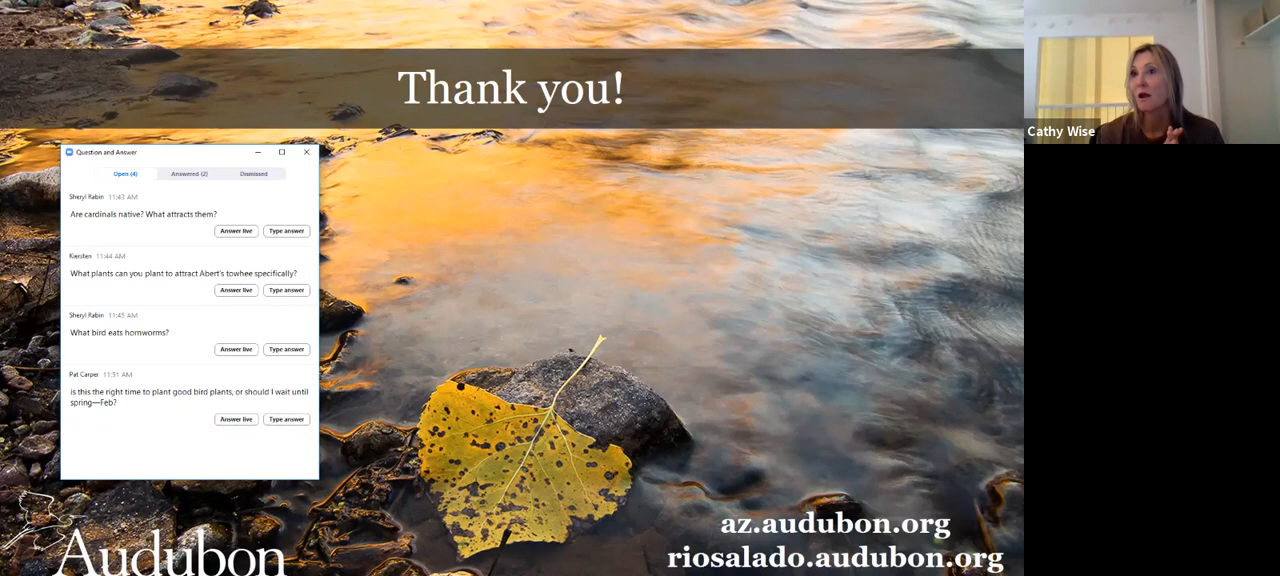 Thank you!
Cathy Wise
Question and Answer
Open (4) Answered (2) Dismissed
Sheryl Rabin 11:43 AM
Are cardinals native? What attracts them?
Answer live Type answer
Kiersten 11:44 AM
What plants can you plant to attract Abert's towhee specifically?
Answer live Type answer
Sheryl Rabin 11:45 AM
What bird eats hornworms?
Answer live Type answer
Pat Carper 11:51 AM
is this the right time to plant good bird plants, or should I wait until
spring—Feb?
Answer live Type answer
az.audubon.org
riosalado.audubon.org
Audubon